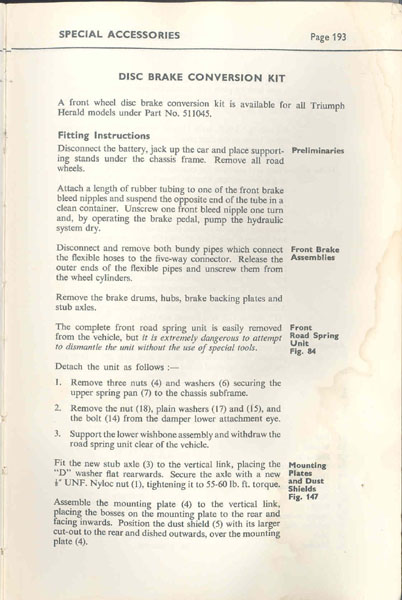 SPECIAL ACCESSORIES
Page 193
DISC BRAKE CONVERSION KIT
A front wheel disc brake conversion kit is available for all Triumph
Herald models under Part No. 511045.
Fitting Instructions
Disconnect the battery, jack up the car and place support-
ing stands under the chassis frame. Remove all road
wheels.
Preliminaries
Attach a length of rubber tubing to one of the front brake
bleed nipples and suspend the opposite end of the tube in a
clean container. Unscrew one front bleed nipple one turn
and, by operating the brake pedal, pump the hydraulic
system dry.
Disconnect and remove both bundy pipes which connect
the flexible hoses to the five-way connector. Release the
outer ends of the flexible pipes and unscrew them from
the wheel cylinders.
Front Brake
Assemblies
Remove the brake drums, hubs, brake backing plates and
stub axles.
The complete front road spring unit is easily removed
from the vehicle, but it is extremely dangerous to attempt
to dismantle the unit without the use of special tools.
Front
Road Spring
Unit
Fig. 84
Detach the unit as follows :—
1. Remove three nuts (4) and washers (6) securing the
upper spring pan (7) to the chassis subframe.
2. Remove the nut (18), plain washers (17) and (15), and
the bolt (14) from the damper lower attachment eye.
3. Support the lower wishbone assembly and withdraw the
road spring unit clear of the vehicle.
Fit the new stub axle (3) to the vertical link, placing the
"D" washer flat rearwards. Secure the axle with a new
UNF. Nyloc nut (1), tightening it to 55-60 lb. ft. torque.
Mounting
Plates
and Dust
Shields
Fig. 147
Assemble the mounting plate (4) to the vertical link,
placing the bosses on the mounting plate to the rear and
facing inwards. Position the dust shield (5) with its larger
cut-out to the rear and dished outwards, over the mounting
plate (4).